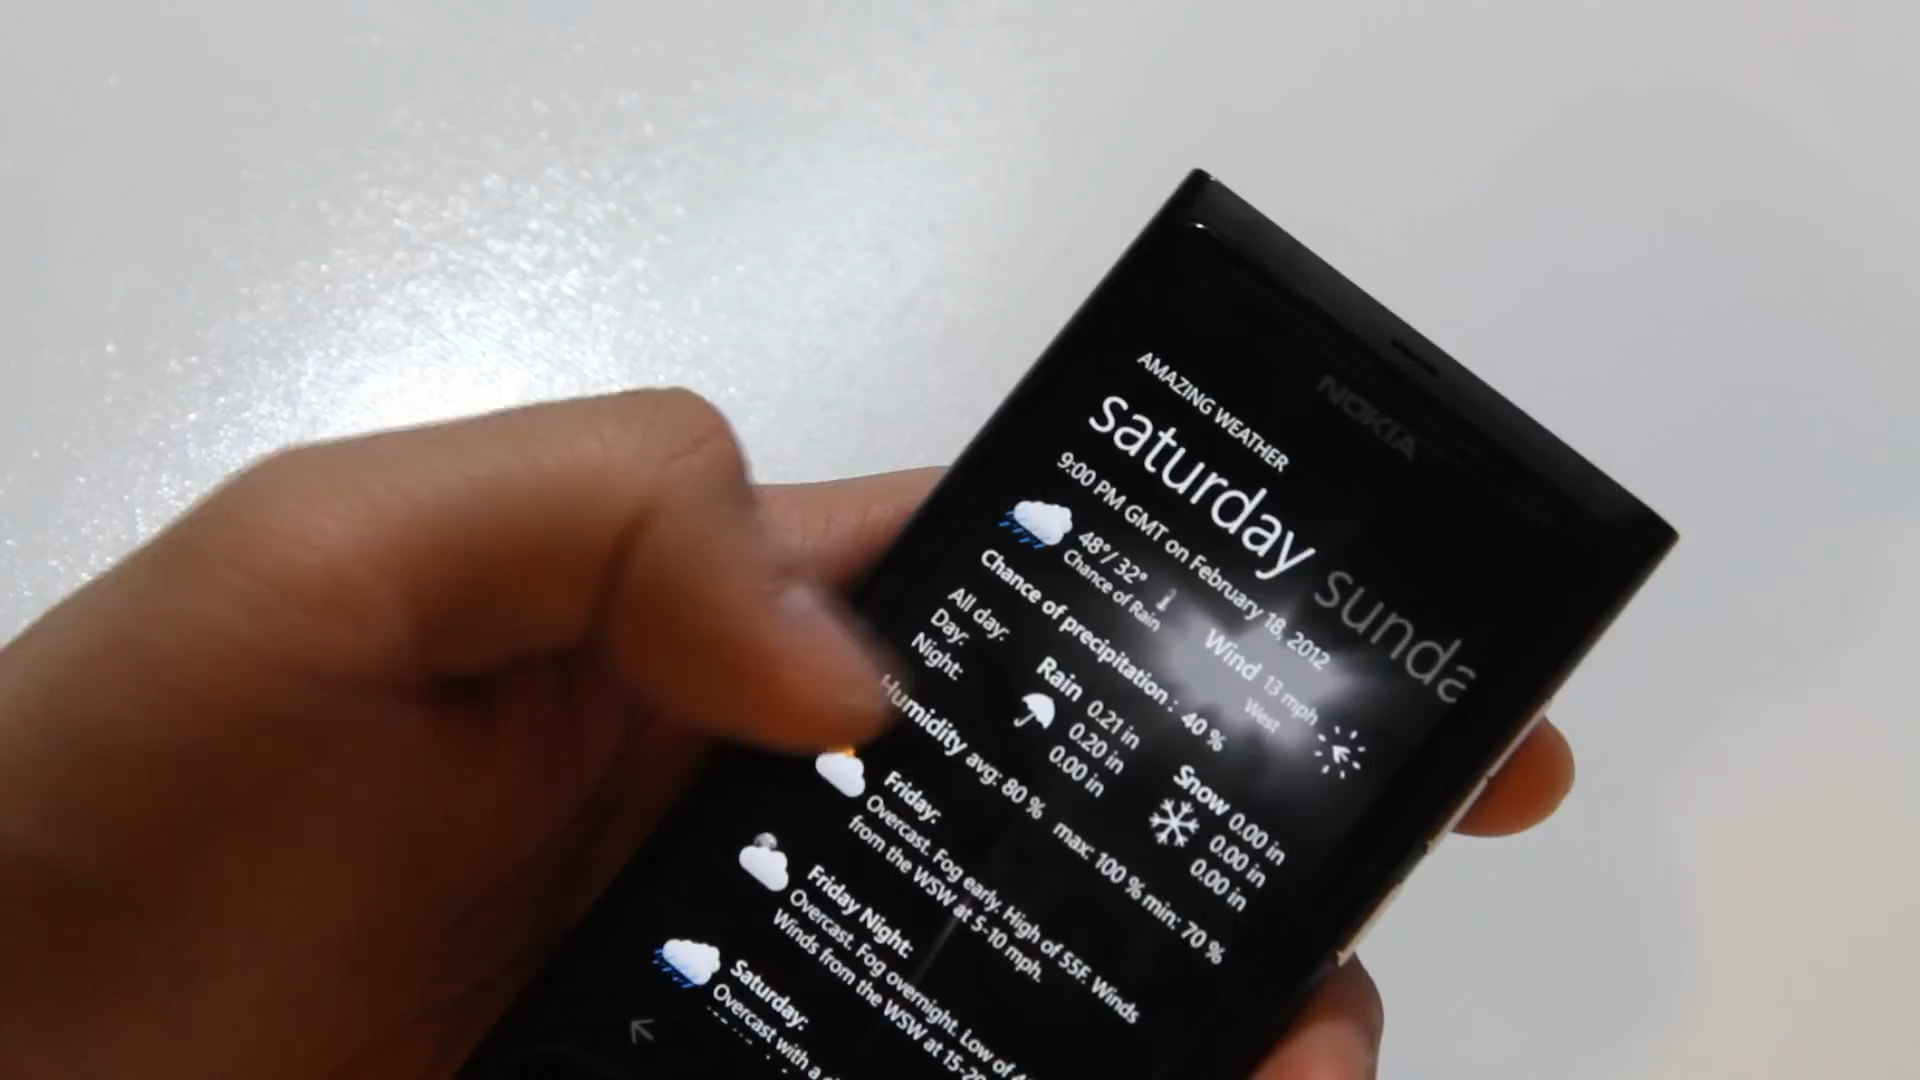 NOKIA
AMAZING WEATHER
saturday sunda
9:00 PM GMT on February 18, 2012
48°/ 32°
Chance of Rain
Wind 13 mph
West
Chance of precipitation : 40 %
All day:
Day:
Night:
Rain 0.21 in
0.20 in
0.00 in
Snow 0.00 in
0.00 in
0.00 in
Humidity avg: 80 % max: 100 % min: 70 %
Friday:
Overcast. Fog early. High of 55F. Winds
from the WSW at 5-10 mph.
Friday Night:
Overcast. Fog overnight. Low of
Winds from the WSW at
Saturday:
Overcast with a